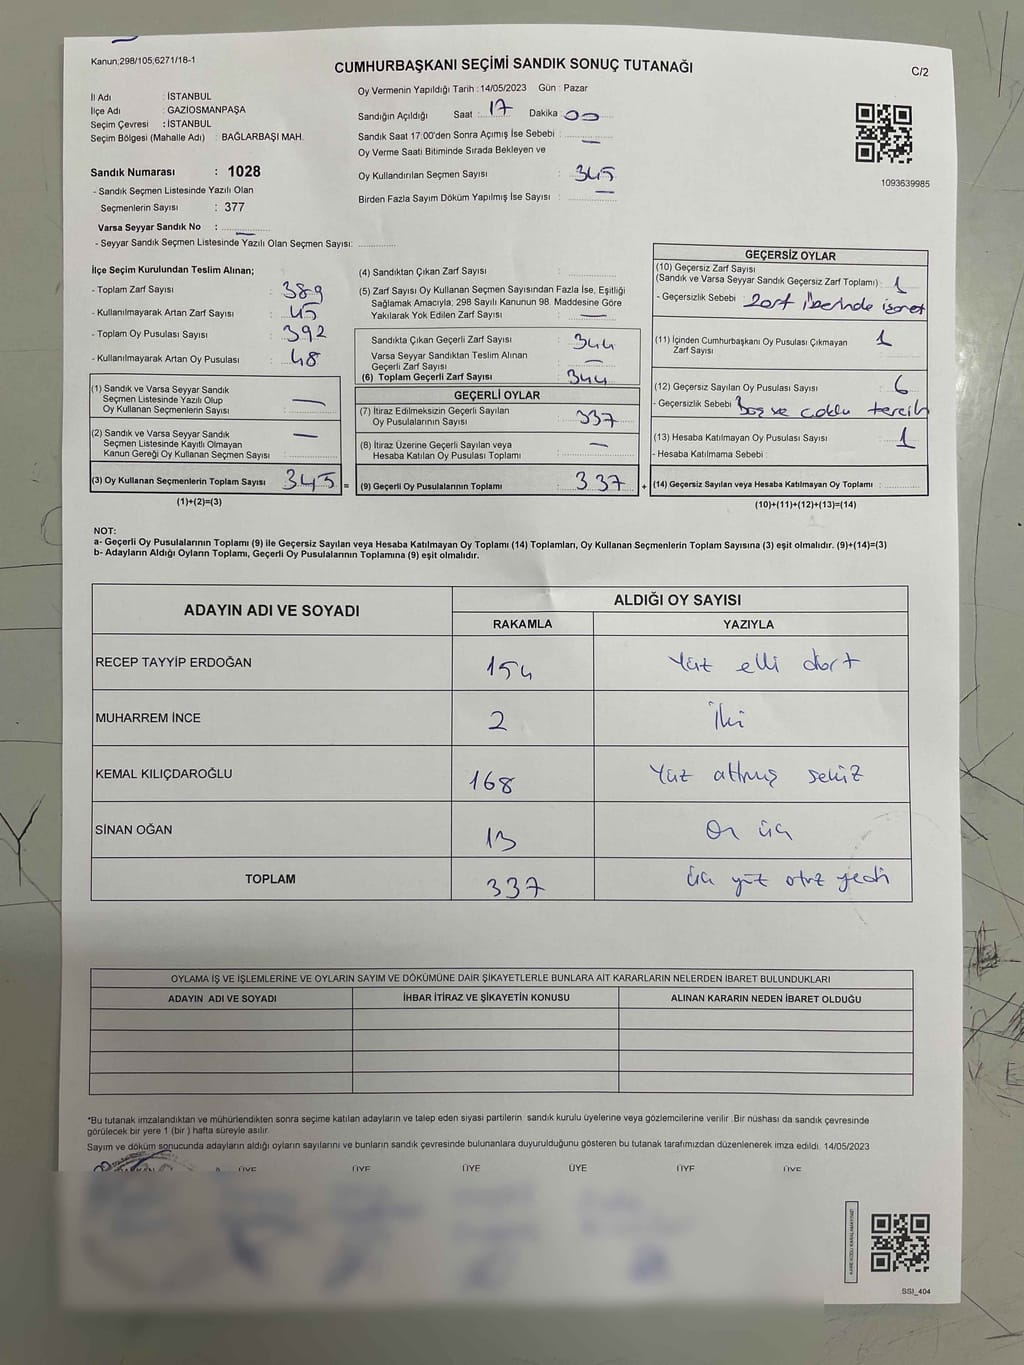 Kanun;298/105;6271/18-1
CUMHURBAŞKANI SEÇİMİ SANDIK SONUÇ TUTANAĞI
C/2
İl Adı : İSTANBUL
İlçe Adı : GAZİOSMANPAŞA
Seçim Çevresi : İSTANBUL
Seçim Bölgesi (Mahalle Adı) : BAĞLARBAŞI MAH.
Sandık Numarası : 1028
- Sandık Seçmen Listesinde Yazılı Olan
Seçmenlerin Sayısı : 377
Varsa Seyyar Sandık No : —
- Seyyar Sandık Seçmen Listesinde Yazılı Olan Seçmen Sayısı:
Oy Vermenin Yapıldığı Tarih :14/05/2023 Gün : Pazar
Sandığın Açıldığı Saat : 17 Dakika : 00
Sandık Saat 17:00'den Sonra Açımış İse Sebebi : —
Oy Verme Saati Bitiminde Sırada Bekleyen ve
Oy Kullandırılan Seçmen Sayısı : 345
Birden Fazla Sayım Döküm Yapılmış İse Sayısı : —
1093639985
İlçe Seçim Kurulundan Teslim Alınan;
- Toplam Zarf Sayısı : 389
- Kullanılmayarak Artan Zarf Sayısı : 45
- Toplam Oy Pusulası Sayısı : 392
- Kullanılmayarak Artan Oy Pusulası : 48
(1) Sandık ve Varsa Seyyar Sandık
Seçmen Listesinde Yazılı Olup
Oy Kullanan Seçmenlerin Sayısı : —
(2) Sandık ve Varsa Seyyar Sandık
Seçmen Listesinde Kayıtlı Olmayan
Kanun Gereği Oy Kullanan Seçmen Sayısı : —
(3) Oy Kullanan Seçmenlerin Toplam Sayısı 345 =
(1)+(2)=(3)
(4) Sandıktan Çıkan Zarf Sayısı :
(5) Zarf Sayısı Oy Kullanan Seçmen Sayısından Fazla İse, Eşitliği
Sağlamak Amacıyla; 298 Sayılı Kanunun 98. Maddesine Göre
Yakılarak Yok Edilen Zarf Sayısı : —
Sandıkta Çıkan Geçerli Zarf Sayısı : 344
Varsa Seyyar Sandıktan Teslim Alınan
Geçerli Zarf Sayısı : —
(6) Toplam Geçerli Zarf Sayısı : 344
GEÇERLİ OYLAR
(7) İtiraz Edilmeksizin Geçerli Sayılan
Oy Pusulasının Sayısı : 337
(8) İtiraz Üzerine Geçerli Sayılan veya
Hesaba Katılan Oy Pusulası Toplamı : —
(9) Geçerli Oy Pusulalarının Toplamı : 337 +
GEÇERSİZ OYLAR
(10) Geçersiz Zarf Sayısı
(Sandık ve Varsa Seyyar Sandık Geçersiz Zarf Toplamı) : 1
- Geçersizlik Sebebi : zarf üzerinde işaret
(11) İçinden Cumhurbaşkanı Oy Pusulası Çıkmayan
Zarf Sayısı : 1
(12) Geçersiz Sayılan Oy Pusulası Sayısı : 6
- Geçersizlik Sebebi : Boş ve çoklu tercih
(13) Hesaba Katılmayan Oy Pusulası Sayısı : 1
- Hesaba Katılmama Sebebi :
(14) Geçersiz Sayılan veya Hesaba Katılmayan Oy Toplamı :
(10)+(11)+(12)+(13)=(14)
NOT:
a- Geçerli Oy Pusulalarının Toplamı (9) ile Geçersiz Sayılan veya Hesaba Katılmayan Oy Toplamı (14) Toplamları, Oy Kullanan Seçmenlerin Toplam Sayısına (3) eşit olmalıdır. (9)+(14)=(3)
b- Adayların Aldığı Oyların Toplamı, Geçerli Oy Pusulalarının Toplamına (9) eşit olmalıdır.
ADAYIN ADI VE SOYADI
ALDIĞI OY SAYISI
RAKAMLA YAZIYLA
RECEP TAYYİP ERDOĞAN 154 Yüz elli dört
MUHARREM İNCE 2 İki
KEMAL KILIÇDAROĞLU 168 Yüz altmış sekiz
SİNAN OĞAN 13 On üç
TOPLAM 337 üç yüz otuz yedi
OYLAMA İŞ VE İŞLEMLERİNE VE OYLARIN SAYIM VE DÖKÜMÜNE DAİR ŞİKAYETLERLE BUNLARA AİT KARARLARIN NELERDEN İBARET BULUNDUKLARI
ADAYIN ADI VE SOYADI İHBAR İTİRAZ VE ŞİKAYETİN KONUSU ALINAN KARARIN NEDEN İBARET OLDUĞU
*Bu tutanak imzalandıktan ve mühürlendikten sonra seçime katılan adayların ve talep eden siyasi partilerin sandık kurulu üyelerine veya gözlemcilerine verilir. Bir nüshası da sandık çevresinde
görülecek bir yere 1 (bir ) hafta süreyle asılır.
Sayım ve döküm sonucunda adayların aldığı oyların sayılarını ve bunların sandık çevresinde bulunanlara duyurulduğunu gösteren bu tutanak tarafımızdan düzenlenerek imza edildi. 14/05/2023
ÜYE ÜYE ÜYE ÜYE ÜYE ÜYE
SSI_404